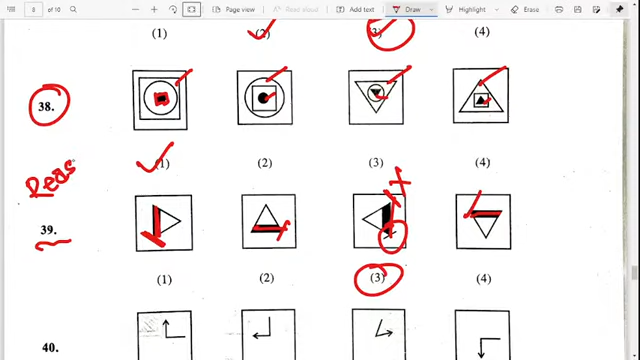 8 of 10 Page view Read aloud Add text Draw Highlight Erase
(1) (2) (3) (4)
38.
(1) (2) (3) (4)
Reas
39.
(1) (2) (3) (4)
40.